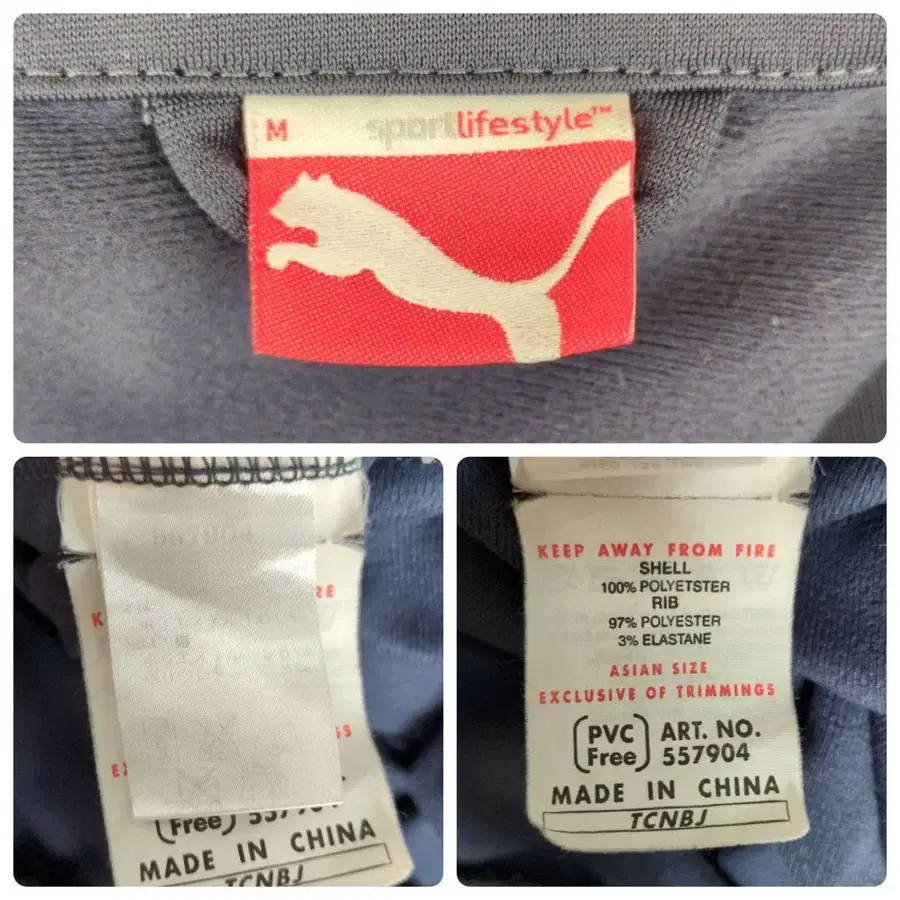 M sportlifestyle™
KEEP AWAY FROM FIRE
SHELL
100% POLYETSTER
RIB
97% POLYESTER
3% ELASTANE
ASIAN SIZE
EXCLUSIVE OF TRIMMINGS
(PVC Free) ART. NO.
557904
MADE IN CHINA
TCNBJ
(Free)
MADE IN CHINA
TCNBJ